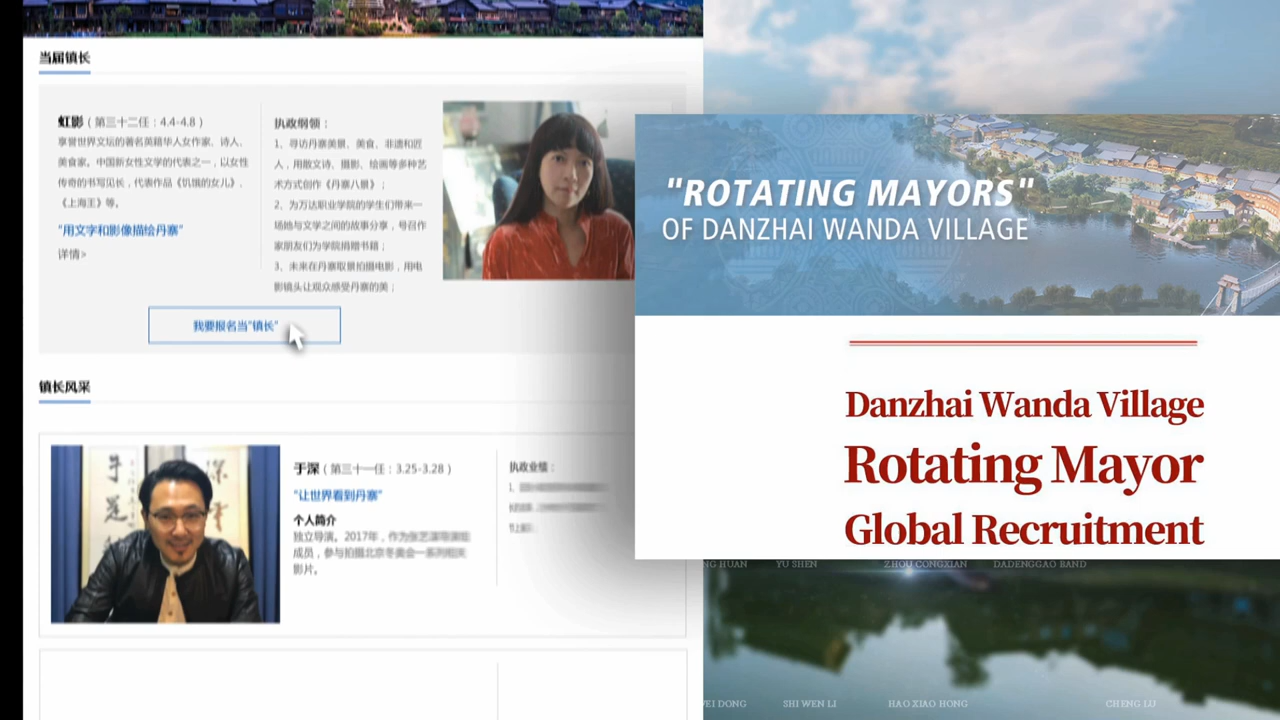 当届镇长
虹影（第三十二任：4.4-4.8）
享誉世界文坛的著名英籍华人女作家、诗人、
美食家。中国新女性文学的代表之一，以女性
传奇的书写见长，代表作品《饥饿的女儿》、
《上海王》等。
“用文字和影像描绘丹寨”
详情>
执政纲领：
1、寻访丹寨美景、美食、非遗和匠
人，用散文诗、摄影、绘画等多种艺
术方式创作《丹寨八景》；
2、为万达职业学院的学生们带来一
场她与文学之间的故事分享，号召作
家朋友们为学院捐赠书籍；
3、未来在丹寨取景拍摄电影，用电
影镜头让观众感受丹寨的美；
我要报名当“镇长”
镇长风采
于深（第三十一任：3.25-3.28）
“让世界看到丹寨”
个人简介
独立导演。2017年，作为张艺谋导演组
成员，参与拍摄北京冬奥会一系列相关
影片。
执政业绩：
"ROTATING MAYORS"
OF DANZHAI WANDA VILLAGE
Danzhai Wanda Village
Rotating Mayor
Global Recruitment
NG HUAN YU SHEN ZHOU CONGXIAN DADENGGAO BAND
WEI DONG SHI WEN LI HAO XIAO HONG CHENG LU